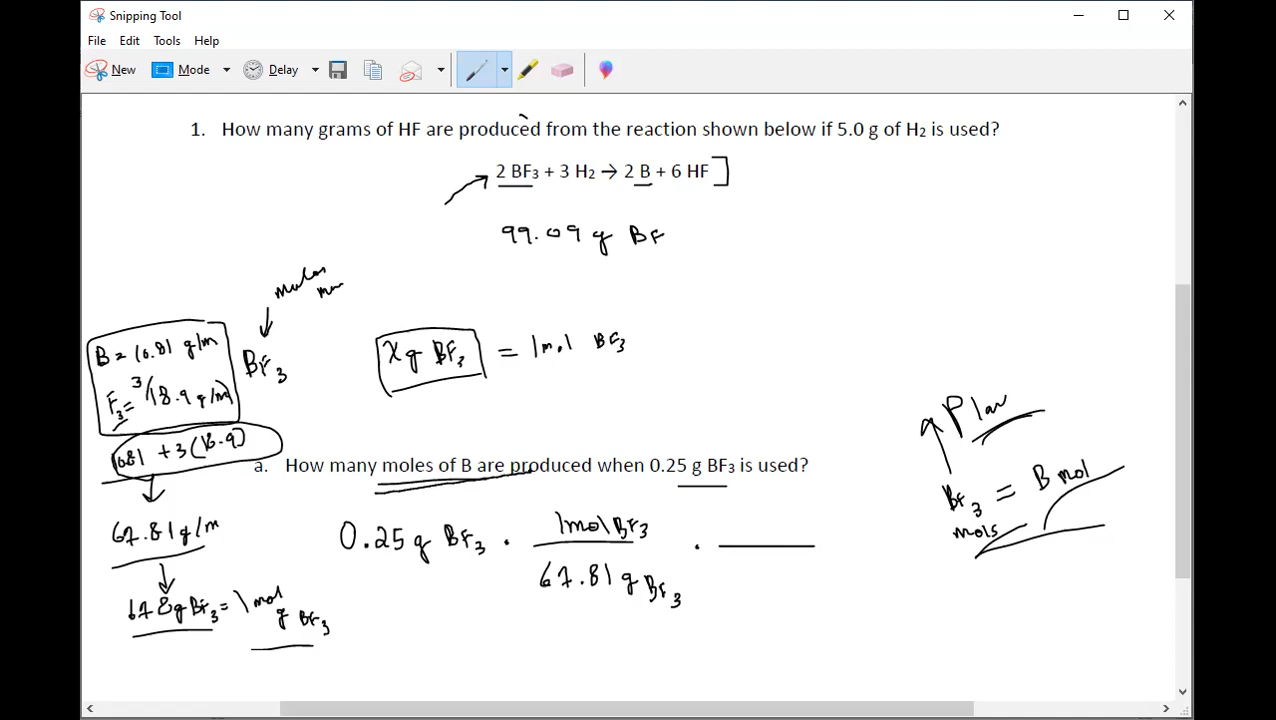 Snipping Tool
File Edit Tools Help
New Mode Delay
1. How many grams of HF are produced from the reaction shown below if 5.0 g of H2 is used?
2 BF3 + 3 H2 → 2 B + 6 HF ]
99.09 g BF
B = 10.81 g/m
F3 = 3(18.9 g/m)
BF3
x g BF3 = 1 mol BF3
10.81 + 3(18.9)
67.81 g/m
67.8 g BF3 = 1 mol
g BF3
a. How many moles of B are produced when 0.25 g BF3 is used?
0.25 g BF3 · 1 mol BF3 ·
67.81 g BF3
Plan
BF3 = B mol
mols